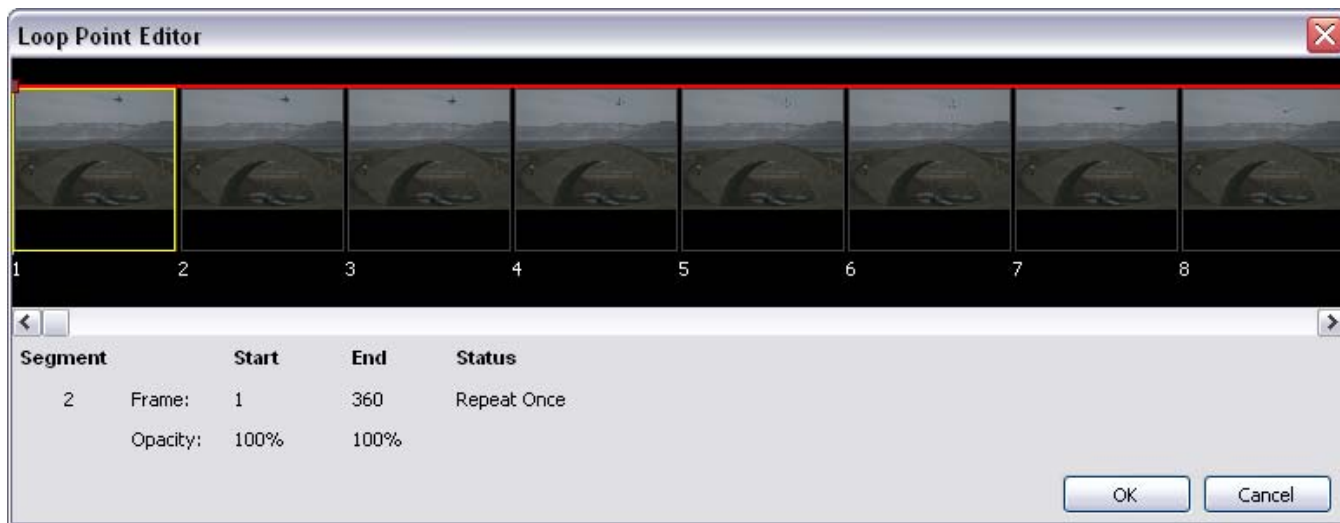 Loop Point Editor
1 2 3 4 5 6 7 8
Segment Start End Status
2 Frame: 1 360 Repeat Once
Opacity: 100% 100%
OK Cancel